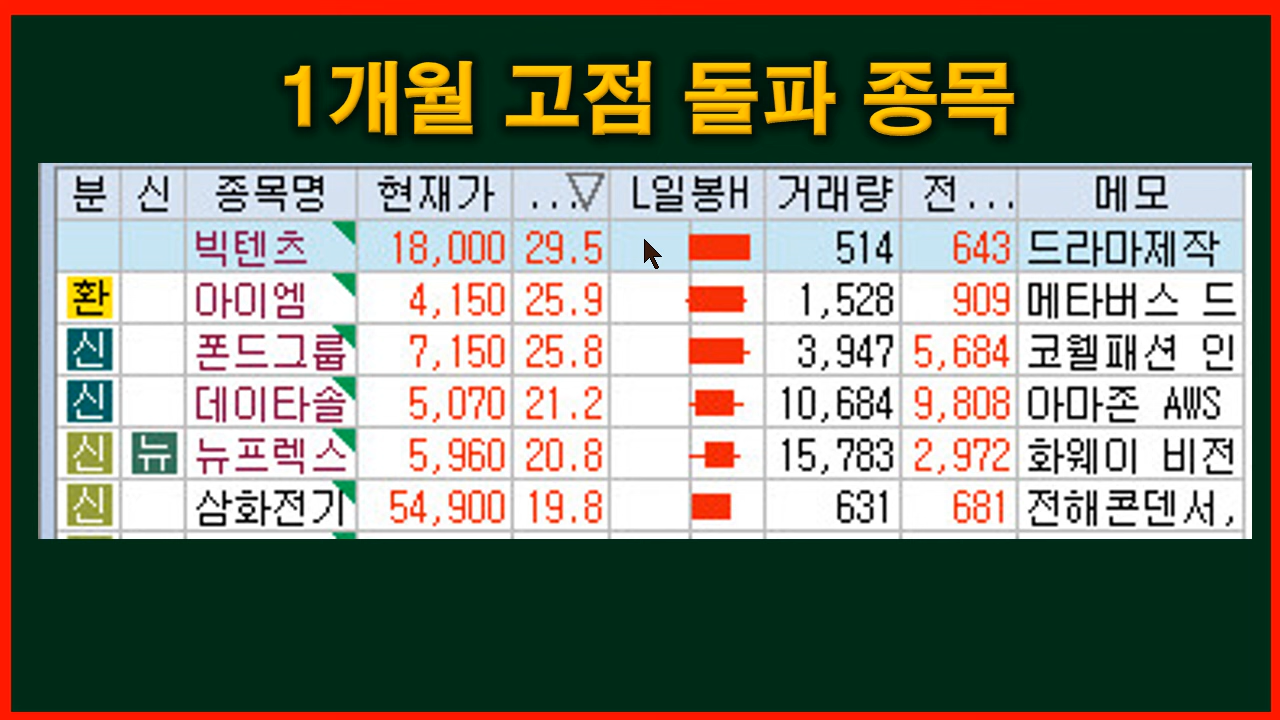 1개월 고점 돌파 종목
분 신 종목명 현재가 ...▽ L일봉H 거래량 전... 메모
빅텐츠 18,000 29.5 514 643 드라마제작
환 아이엠 4,150 25.9 1,528 909 메타버스 드
신 폰드그룹 7,150 25.8 3,947 5,684 코웰패션 인
신 데이타솔 5,070 21.2 10,684 9,808 아마존 AWS
신 뉴 뉴프렉스 5,960 20.8 15,783 2,972 화웨이 비전
신 삼화전기 54,900 19.8 631 681 전해콘덴서,